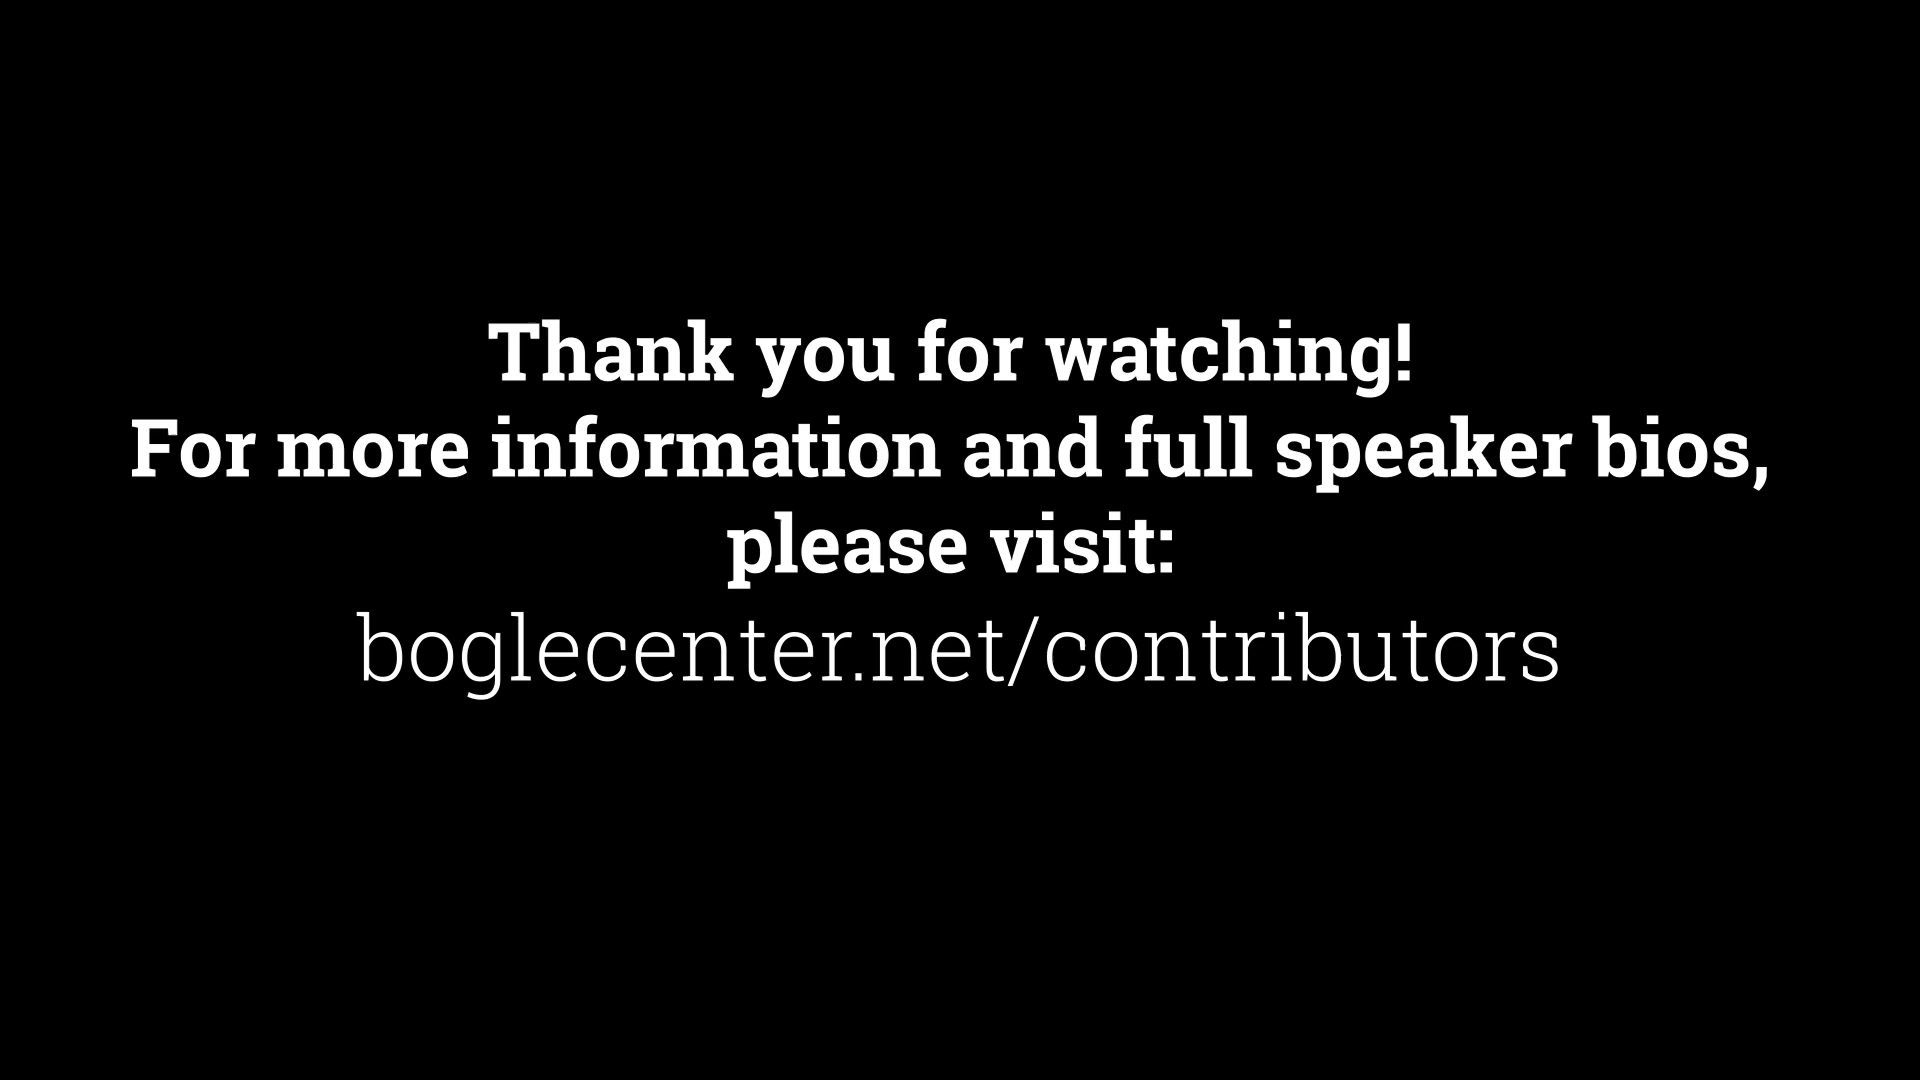 Thank you for watching!
For more information and full speaker bios,
please visit:
boglecenter.net/contributors